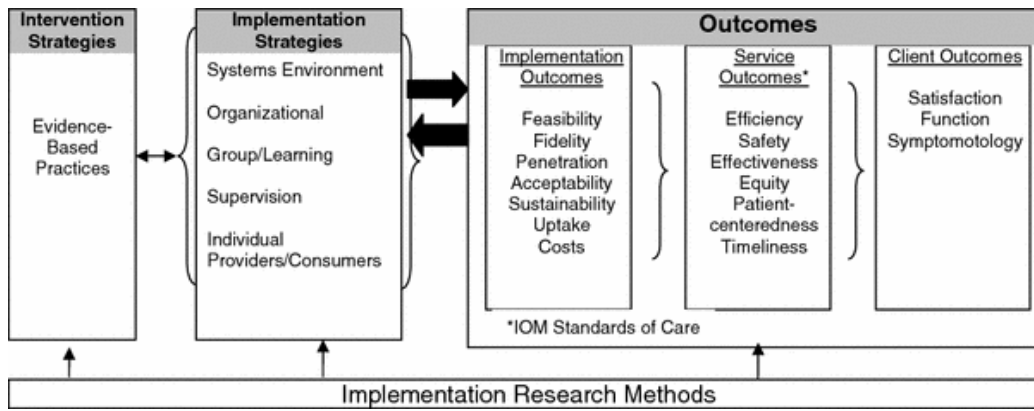 Intervention
Strategies
Evidence-
Based
Practices
Implementation
Strategies
Systems Environment
Organizational
Group/Learning
Supervision
Individual
Providers/Consumers
Outcomes
Implementation
Outcomes
Feasibility
Fidelity
Penetration
Acceptability
Sustainability
Uptake
Costs
Service
Outcomes*
Efficiency
Safety
Effectiveness
Equity
Patient-
centeredness
Timeliness
Client Outcomes
Satisfaction
Function
Symptomotology
*IOM Standards of Care
Implementation Research Methods